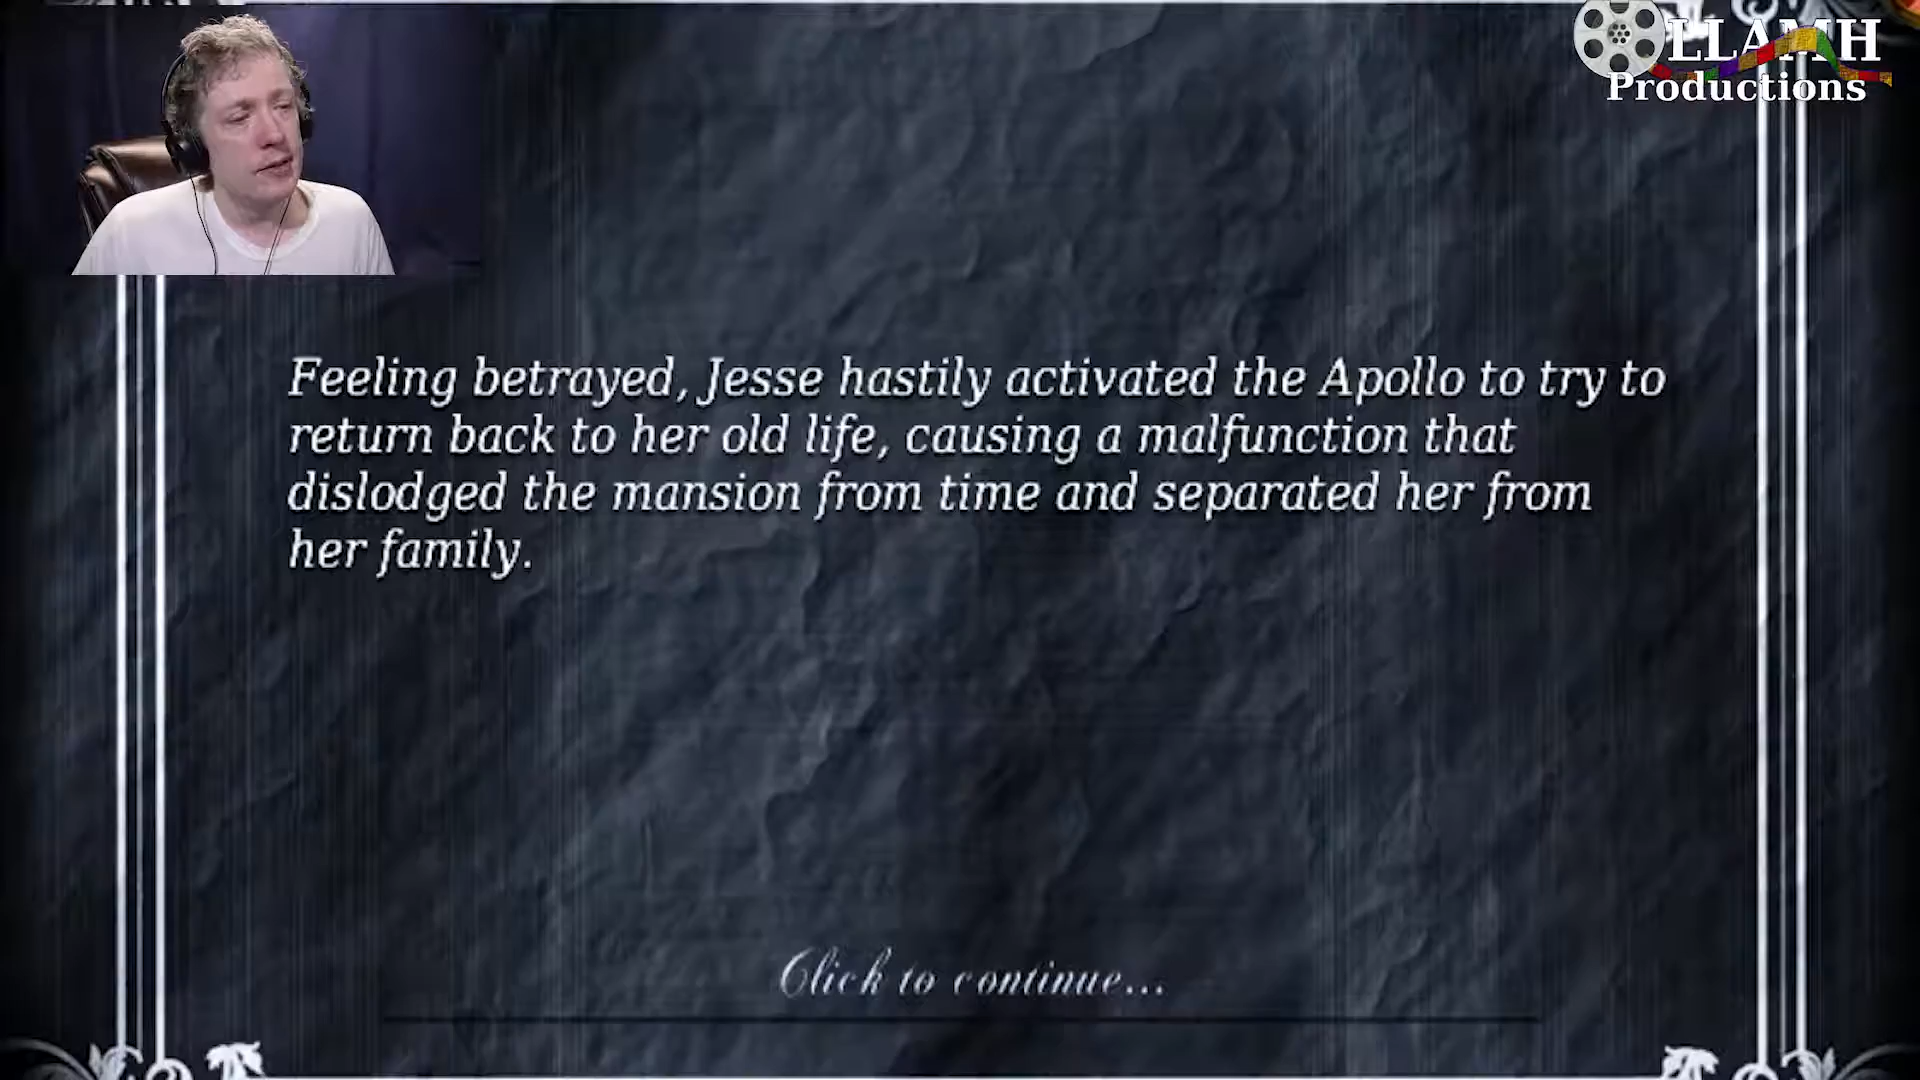 LLAMH
Productions
Feeling betrayed, Jesse hastily activated the Apollo to try to
return back to her old life, causing a malfunction that
dislodged the mansion from time and separated her from
her family.
Click to continue...